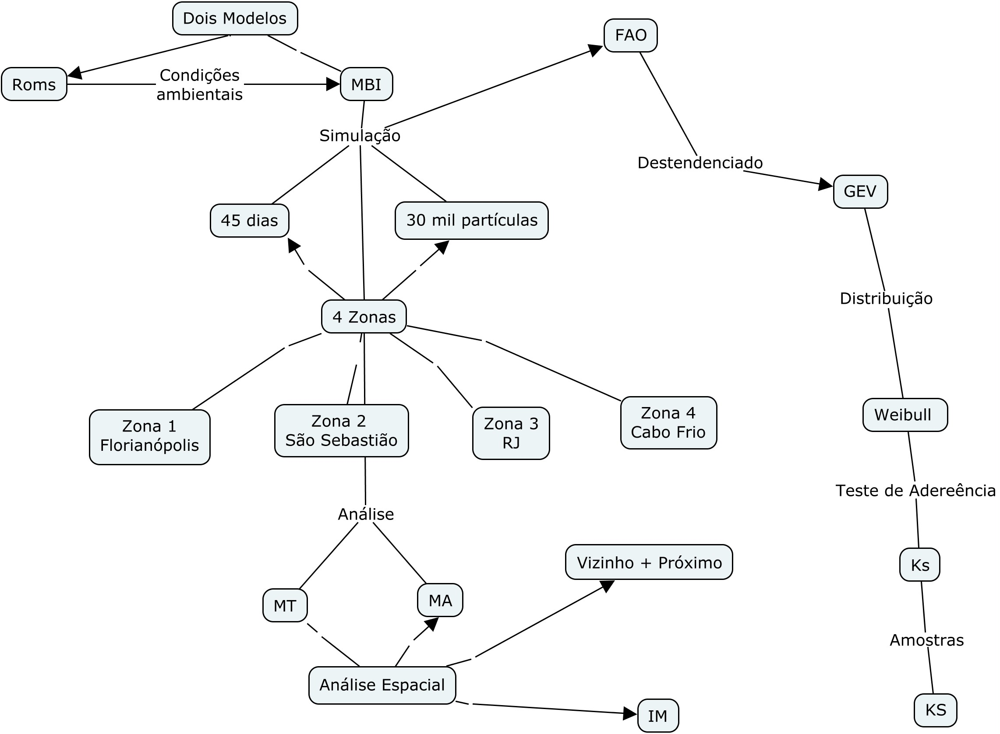 Dois Modelos
FAO
Roms
Condições
ambientais
MBI
Simulação
Destendenciado
GEV
45 dias
30 mil partículas
Distribuição
4 Zonas
Zona 1
Florianópolis
Zona 2
São Sebastião
Zona 3
RJ
Zona 4
Cabo Frio
Weibull
Teste de Adereência
Análise
Vizinho + Próximo
Ks
MT
MA
Amostras
Análise Espacial
IM
KS